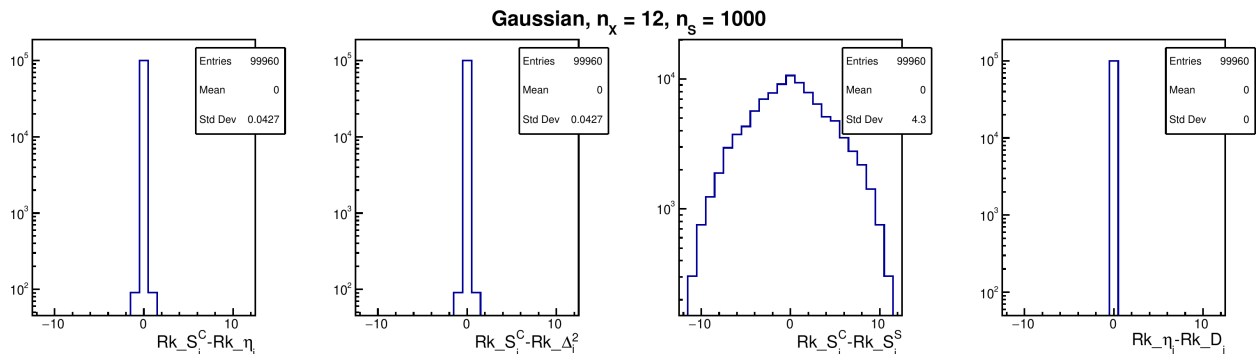 Gaussian, n_X = 12, n_S = 1000
10^5
10^4
10^3
10^2
Entries 99960
Mean 0
Std Dev 0.0427
−10 0 10
Rk_S_i^C-Rk_η_i
10^5
10^4
10^3
10^2
Entries 99960
Mean 0
Std Dev 0.0427
−10 0 10
Rk_S_i^C-Rk_Δ_i^2
10^4
10^3
Entries 99960
Mean 0
Std Dev 4.3
−10 0 10
Rk_S_i^C-Rk_S_i^S
10^5
10^4
10^3
10^2
Entries 99960
Mean 0
Std Dev 0
−10 0 10
Rk_η_i-Rk_D_i